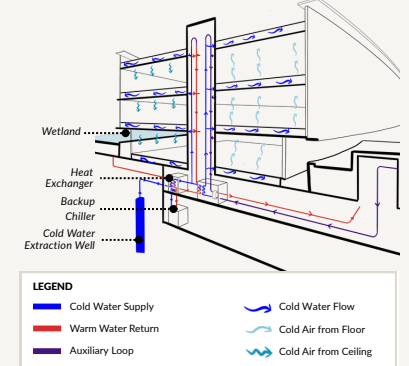 Wetland
Heat
Exchanger
Backup
Chiller
Cold Water
Extraction Well
LEGEND
Cold Water Supply
Cold Water Flow
Warm Water Return
Cold Air from Floor
Auxiliary Loop
Cold Air from Ceiling